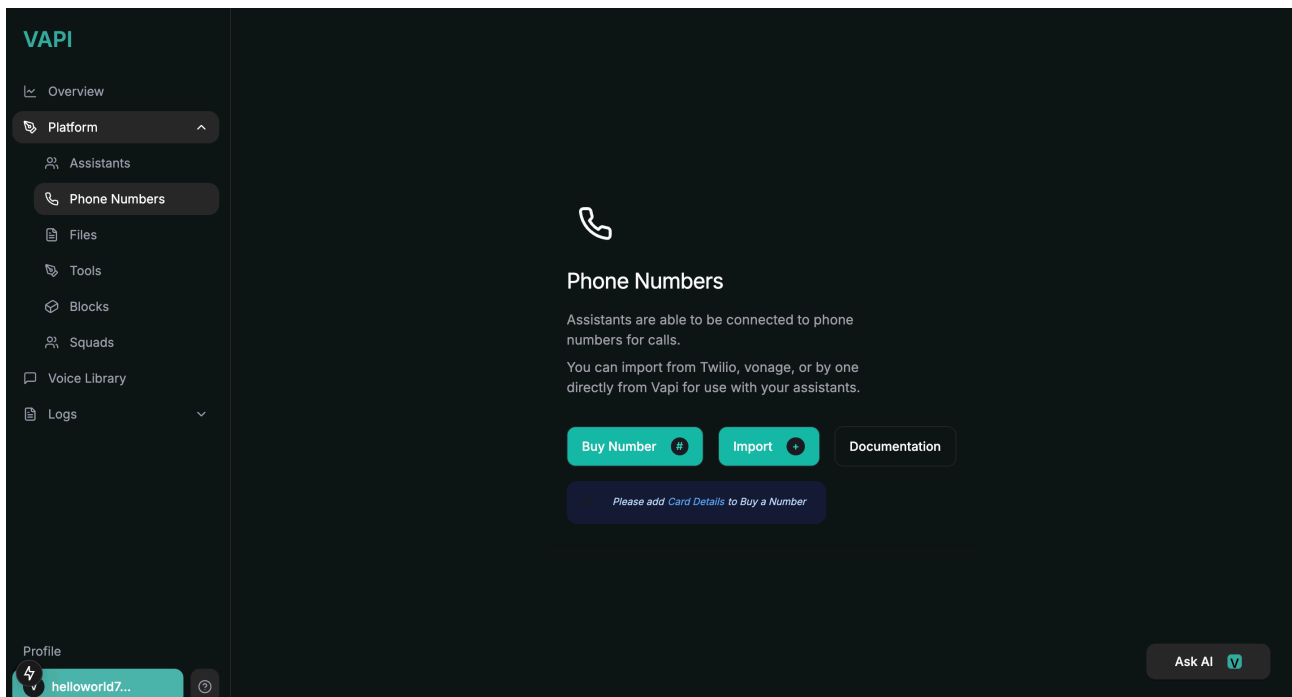 VAPI
Overview
Platform
Assistants
Phone Numbers
Files
Tools
Blocks
Squads
Voice Library
Logs
Phone Numbers
Assistants are able to be connected to phone
numbers for calls.
You can import from Twilio, vonage, or by one
directly from Vapi for use with your assistants.
Buy Number #
Import +
Documentation
Please add Card Details to Buy a Number
Profile
V helloworld7...
?
Ask AI V